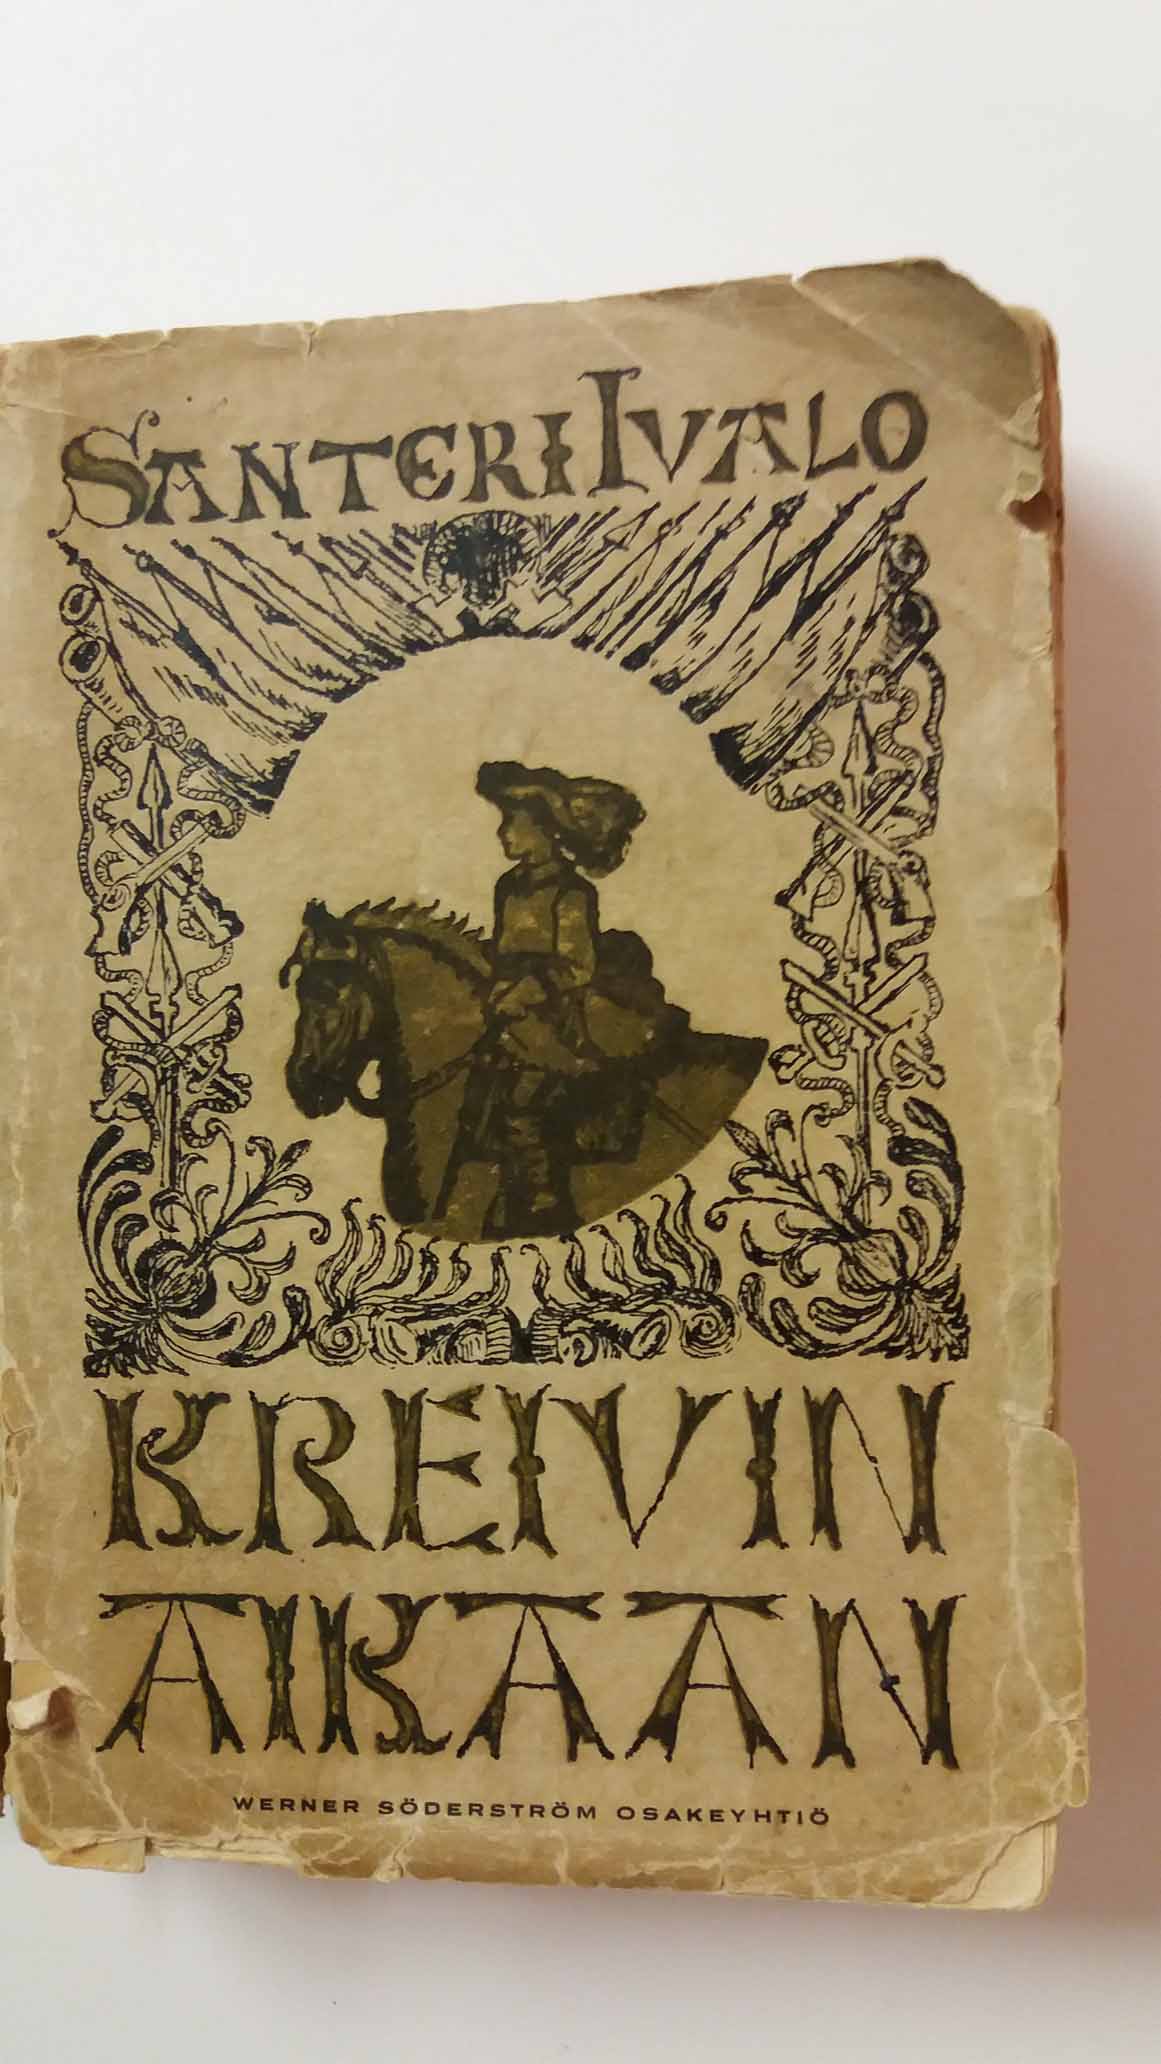 SANTERI IVALO
KREIVIN
AIKAAN
WERNER SÖDERSTRÖM OSAKEYHTIÖ